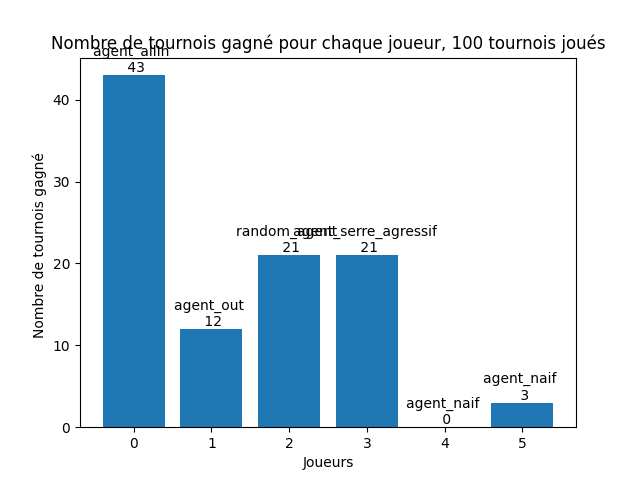 Nombre de tournois gagné pour chaque joueur, 100 tournois joués
agent_allin
43
agent_out
12
random_agent
21
agent_serre_agressif
21
agent_naif
0
agent_naif
3
Nombre de tournois gagné
40
30
20
10
0
0 1 2 3 4 5
Joueurs